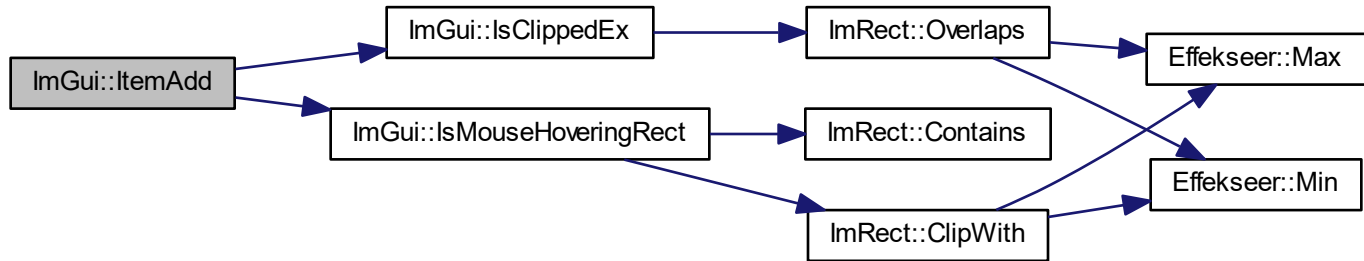 ImGui::ItemAdd
ImGui::IsClippedEx
ImGui::IsMouseHoveringRect
ImRect::Overlaps
ImRect::Contains
ImRect::ClipWith
Effekseer::Max
Effekseer::Min